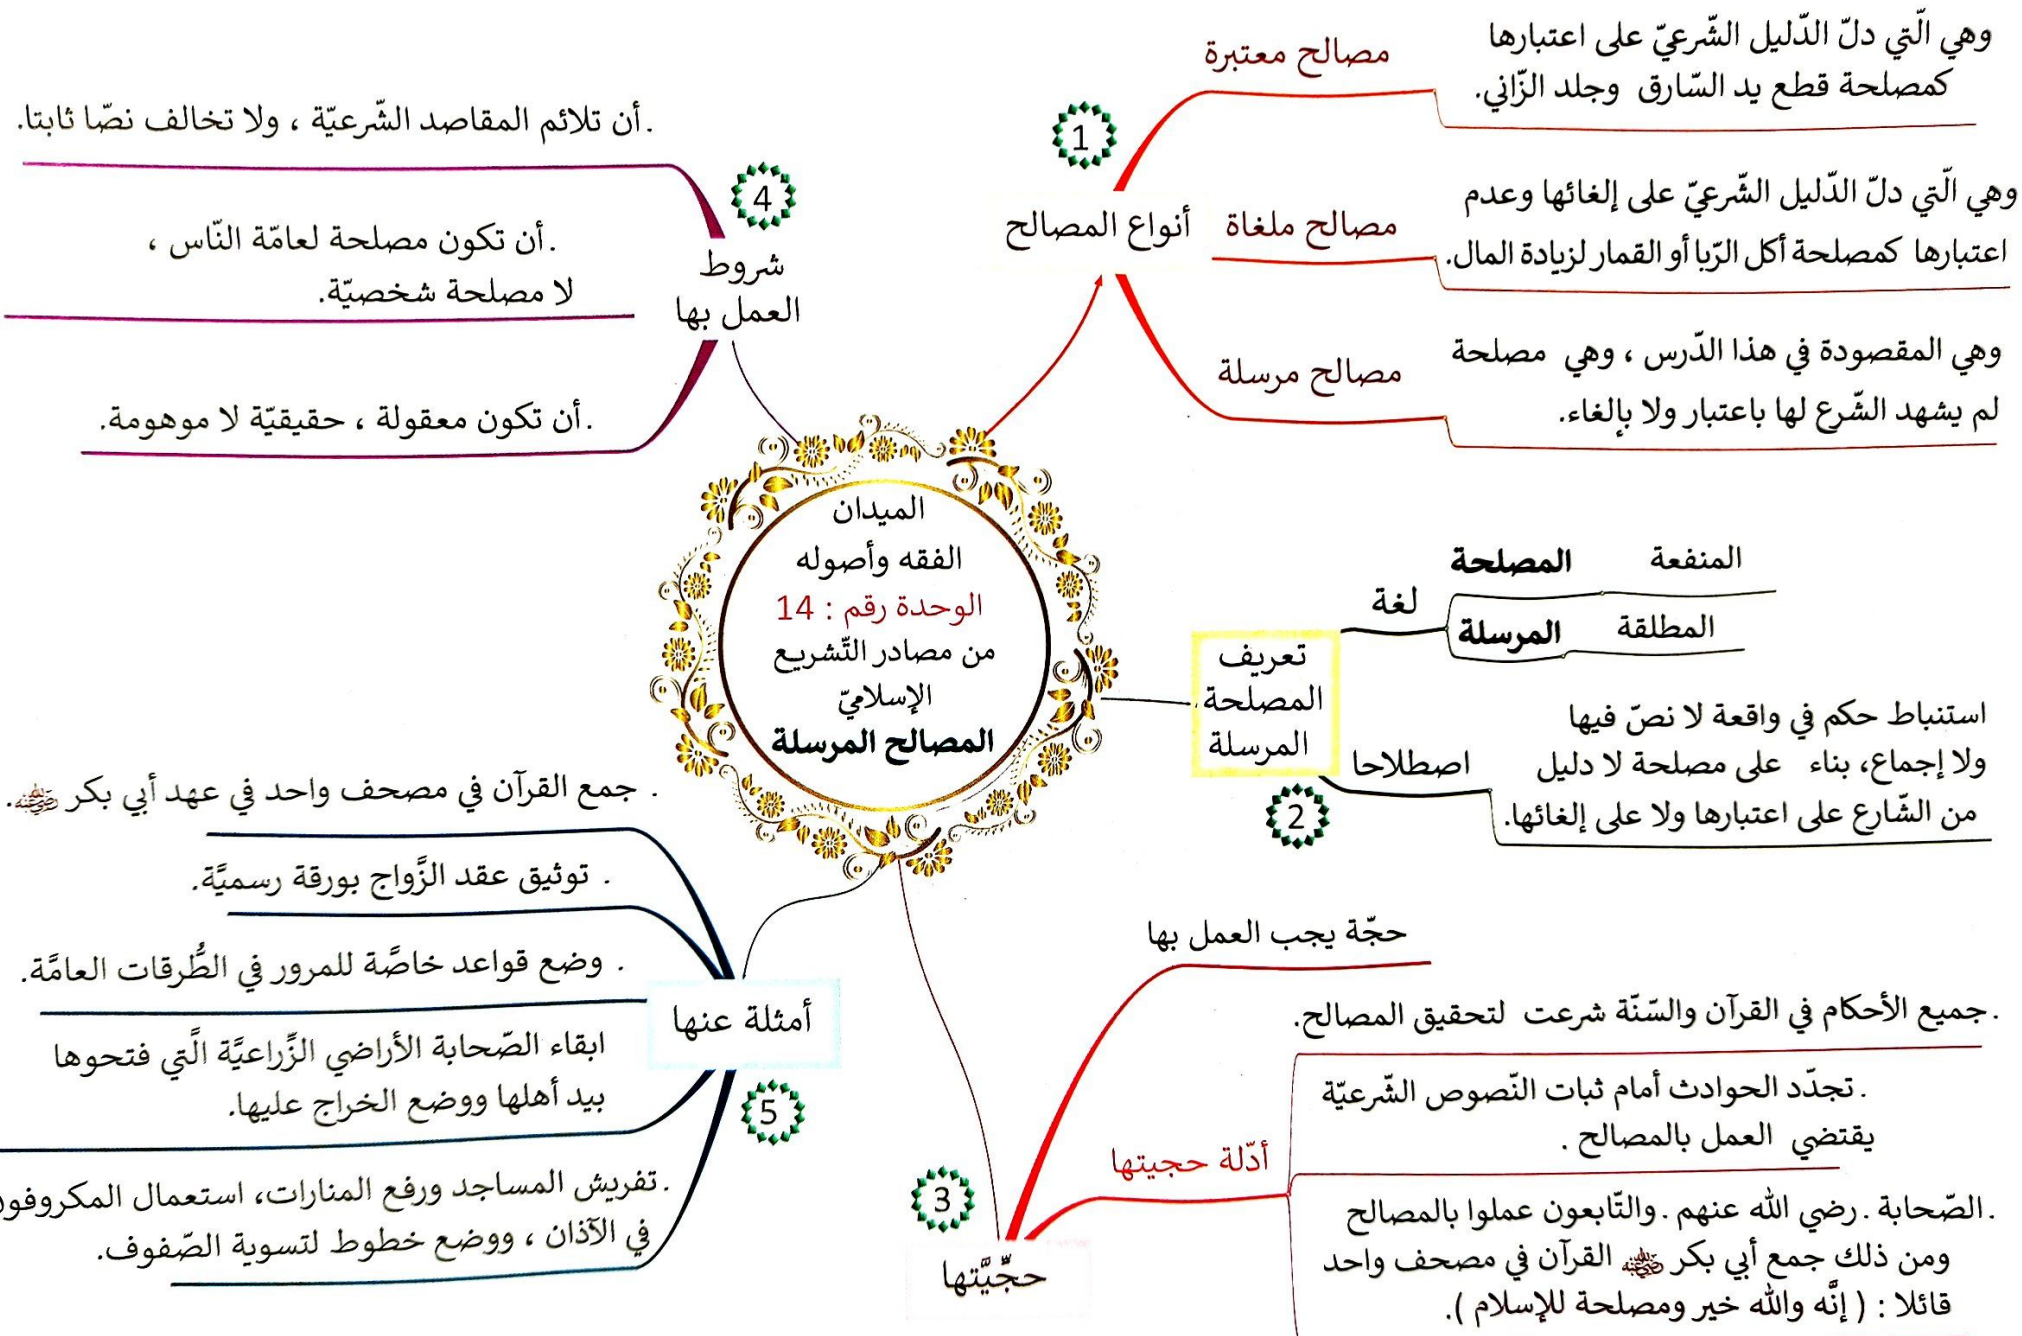 الميدان
الفقه وأصوله
الوحدة رقم : 14
من مصادر التّشريع
الإسلاميّ
المصالح المرسلة
1
أنواع المصالح
مصالح معتبرة
وهي الّتي دلّ الدّليل الشّرعيّ على اعتبارها
كمصلحة قطع يد السّارق وجلد الزّاني.
مصالح ملغاة
وهي الّتي دلّ الدّليل الشّرعيّ على إلغائها وعدم
اعتبارها كمصلحة أكل الرّبا أو القمار لزيادة المال.
مصالح مرسلة
وهي المقصودة في هذا الدّرس ، وهي مصلحة
لم يشهد الشّرع لها باعتبار ولا بإلغاء.
2
تعريف
المصلحة
المرسلة
لغة
المصلحة المنفعة
المرسلة المطلقة
اصطلاحا
استنباط حكم في واقعة لا نصّ فيها
ولا إجماع، بناء على مصلحة لا دليل
من الشّارع على اعتبارها ولا على إلغائها.
3
حجِّيَّتها
حجّة يجب العمل بها
أدّلة حجيتها
.جميع الأحكام في القرآن والسّنّة شرعت لتحقيق المصالح.
. تجدّد الحوادث أمام ثبات النّصوص الشّرعيّة
يقتضي العمل بالمصالح .
.الصّحابة . رضي الله عنهم . والتّابعون عملوا بالمصالح
ومن ذلك جمع أبي بكر رضي الله عنه القرآن في مصحف واحد
قائلا : ( إنَّه والله خير ومصلحة للإسلام ).
4
شروط
العمل بها
.أن تلائم المقاصد الشّرعيّة ، ولا تخالف نصّا ثابتا.
.أن تكون مصلحة لعامّة النّاس ،
لا مصلحة شخصيّة.
.أن تكون معقولة ، حقيقيّة لا موهومة.
5
أمثلة عنها
. جمع القرآن في مصحف واحد في عهد أبي بكر رضي الله عنه.
. توثيق عقد الزَّواج بورقة رسميَّة.
. وضع قواعد خاصَّة للمرور في الطُّرقات العامَّة.
ابقاء الصّحابة الأراضي الزِّراعيَّة الَّتي فتحوها
بيد أهلها ووضع الخراج عليها.
.تفريش المساجد ورفع المنارات، استعمال
في الآذان ، ووضع خطوط لتسوية الصّفوف.